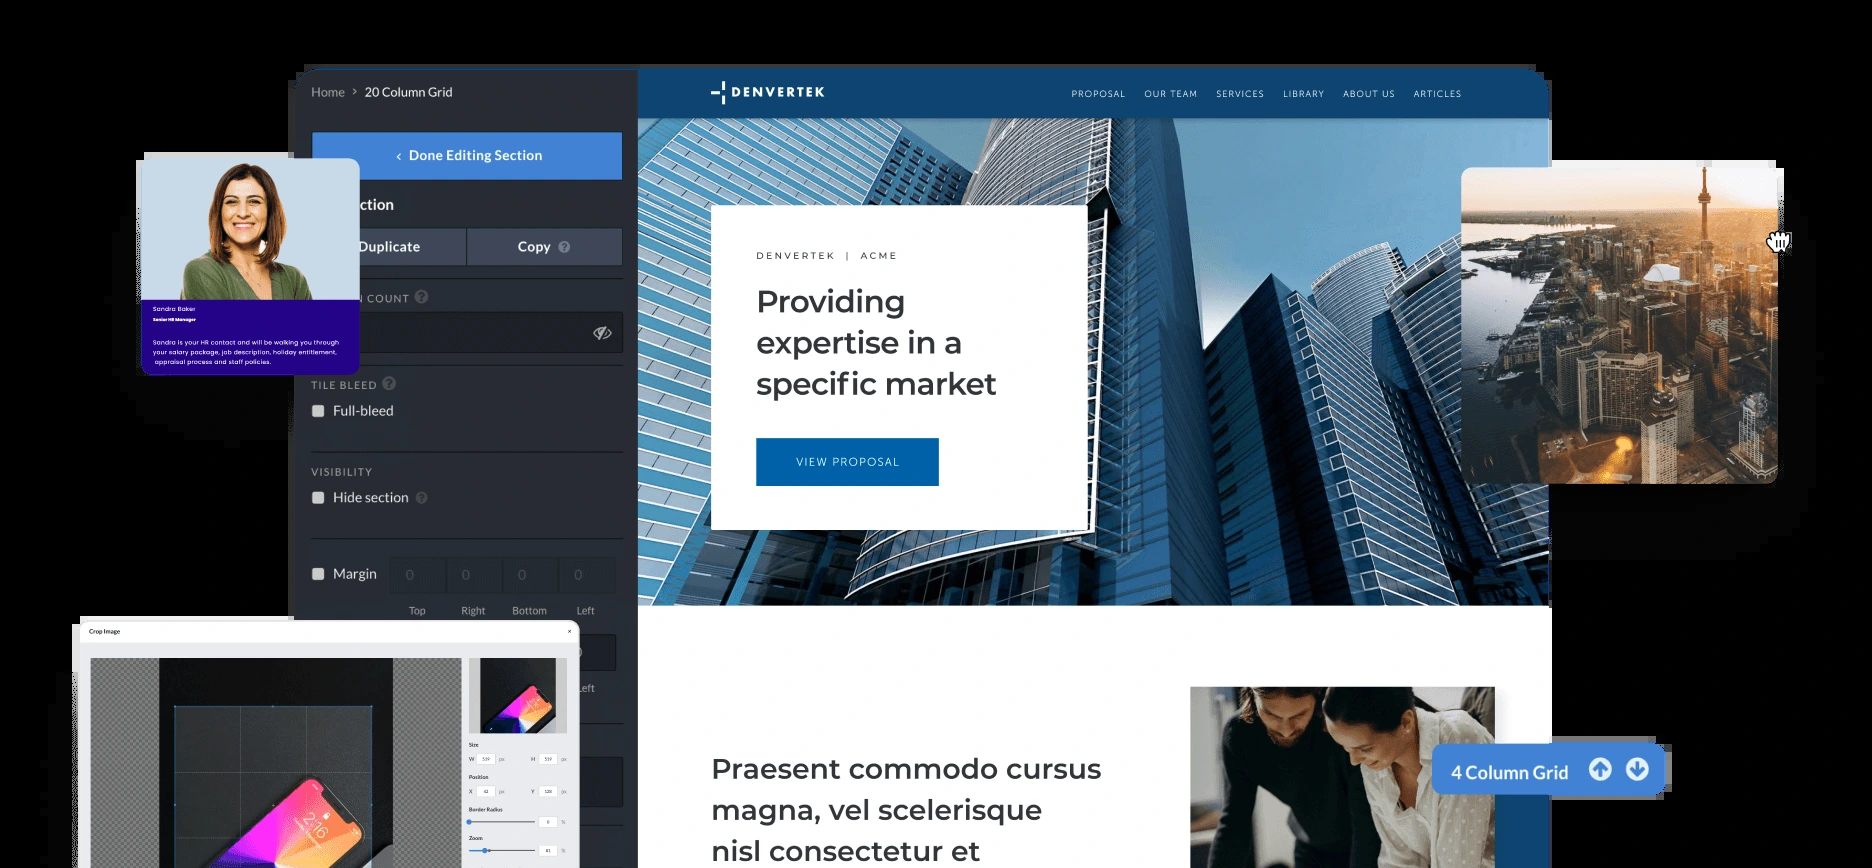 Home > 20 Column Grid
‹ Done Editing Section
ction
Duplicate
Copy ?
N COUNT ?
TILE BLEED ?
Full-bleed
VISIBILITY
Hide section ?
Margin 0 0 0 0
Top Right Bottom Left
Left
Sandra Baker
Senior HR Manager
Sandra is your HR contact and will be walking you through
your salary package, job description, holiday entitlement,
appraisal process and staff policies.
Crop Image ×
Size
W 519 px H 519 px
Position
X 42 px Y 128 px
Border Radius
0 %
Zoom
81 %
2:16
DENVERTEK
PROPOSAL OUR TEAM SERVICES LIBRARY ABOUT US ARTICLES
DENVERTEK | ACME
Providing
expertise in a
specific market
VIEW PROPOSAL
Praesent commodo cursus
magna, vel scelerisque
nisl consectetur et
4 Column Grid